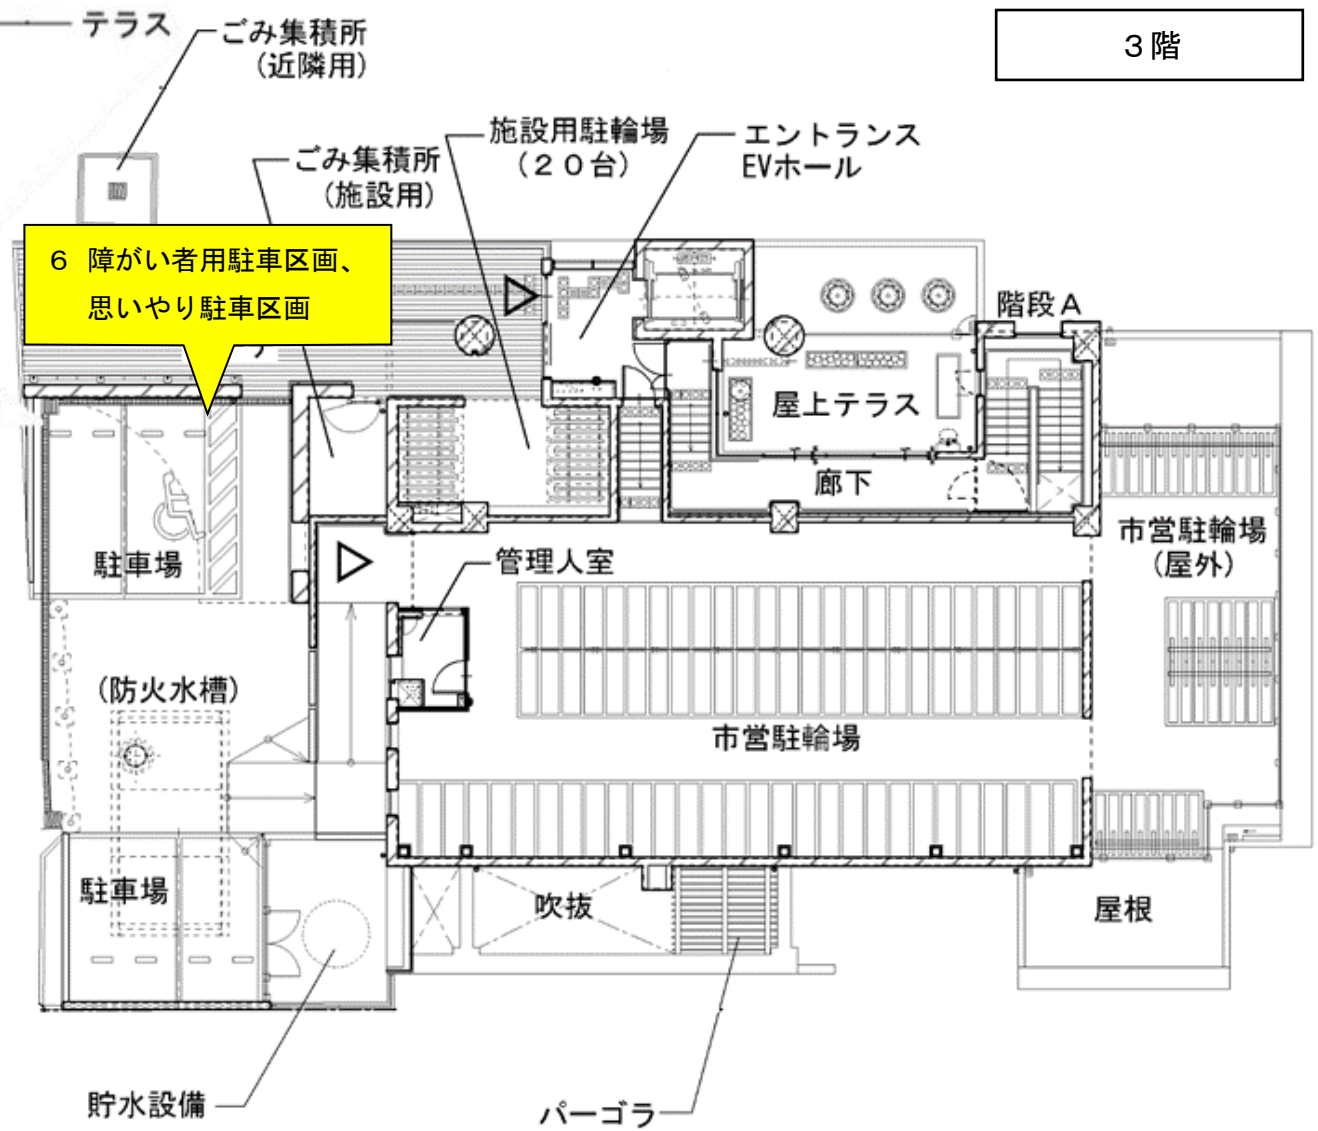 テラス
ごみ集積所
(近隣用)
3階
ごみ集積所
(施設用)
施設用駐輪場
(20台)
エントランス
EVホール
6 障がい者用駐車区画、
思いやり駐車区画
階段A
屋上テラス
廊下
市営駐輪場
(屋外)
駐車場
管理人室
(防火水槽)
市営駐輪場
駐車場
吹抜
屋根
貯水設備
パーゴラ